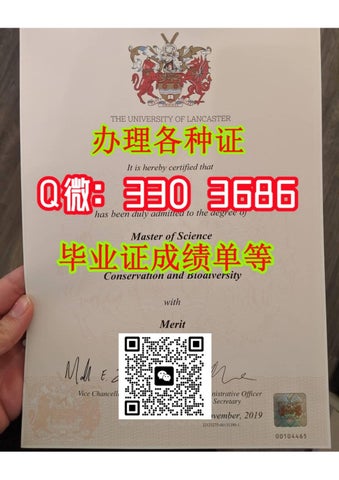 THE UNIVERSITY OF LANCASTER
办理各种证
It is hereby certified that
Q微: 330 3686
has been duly admitted to the degree of
Master of Science
毕业证成绩单等
Conservation and Biodiversity
with
Merit
Vice
Officer
Secretary
November, 2019
00104465